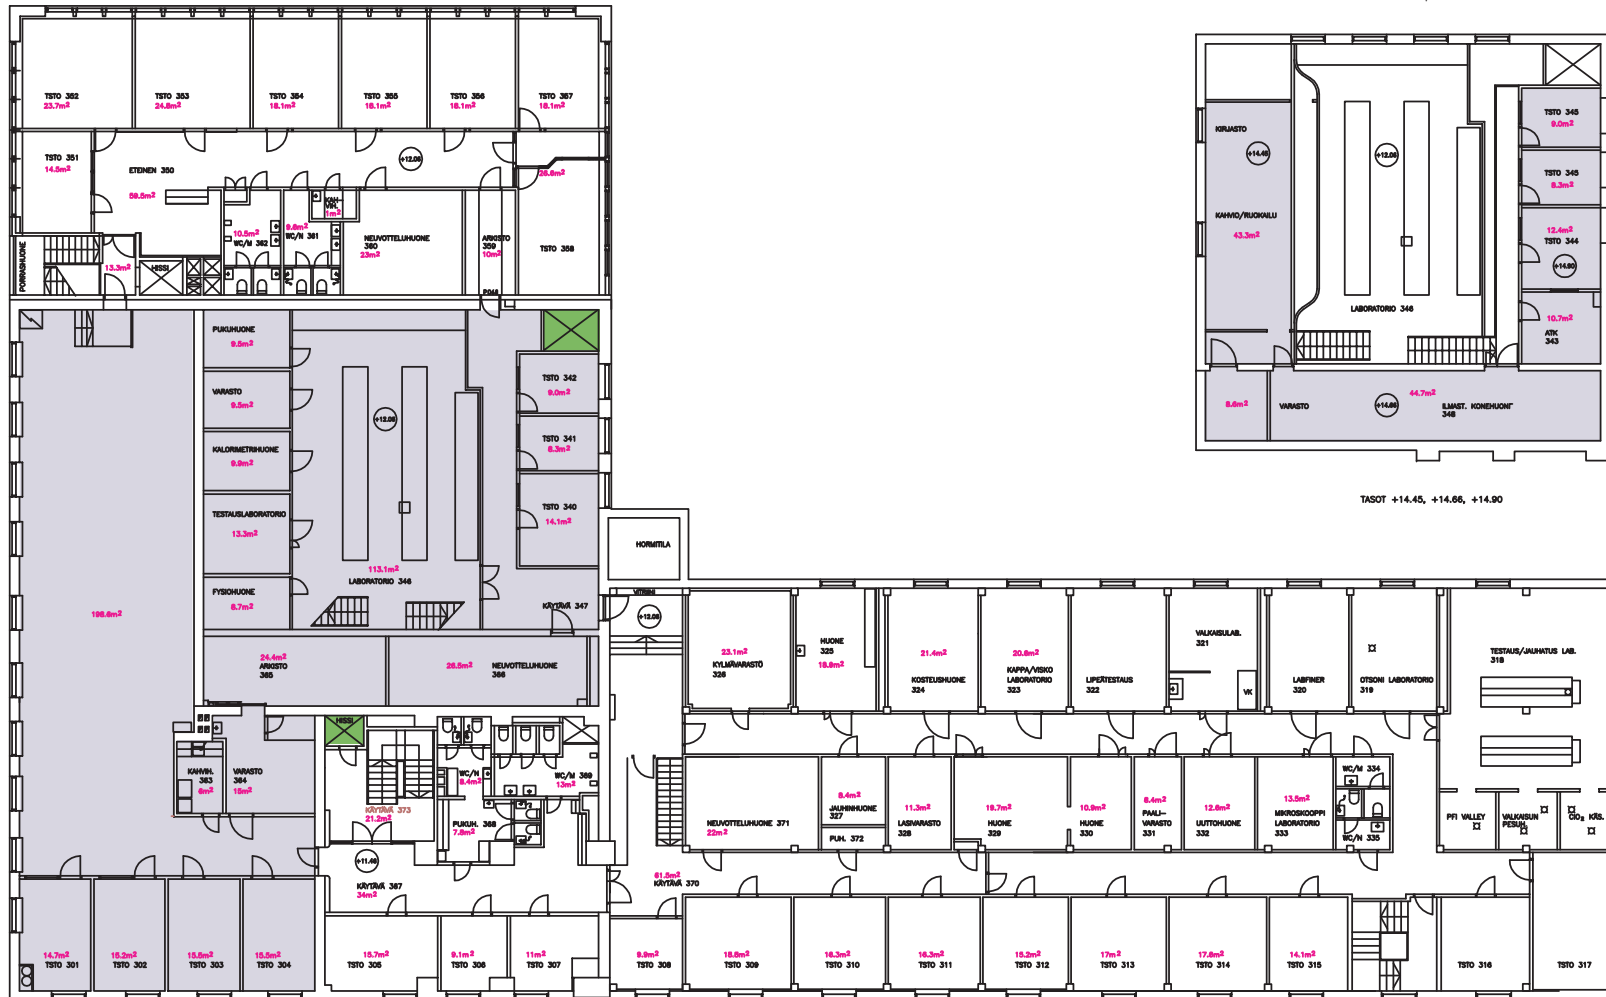 TSTO 352
23.7m²
TSTO 353
24.8m²
TSTO 354
18.1m²
TSTO 355
18.1m²
TSTO 356
18.1m²
TSTO 357
18.1m²
TSTO 351
14.5m²
ETEINEN 350
59.5m²
+12.08
26.6m²
TSTO 358
10.5m²
WC/M 362
9.6m²
WC/N 361
KAH-
VIH.
1m²
NEUVOTTELUHUONE
360
23m²
ARKISTO
359
10m²
PORRASHUONE
13.3m²
HISSI
KIRJASTO
+14.45
KAHVIO/RUOKAILU
43.3m²
+12.08
LABORATORIO 346
TSTO 345
9.0m²
TSTO 345
8.3m²
12.4m²
TSTO 344
+14.90
10.7m²
ATK
343
8.6m²
VARASTO
+14.66
44.7m²
ILMAST. KONEHUONE
348
TASOT +14.45, +14.66, +14.90
PUKUHUONE
9.5m²
VARASTO
9.5m²
KALORIMETRIHUONE
9.9m²
TESTAUSLABORATORIO
13.3m²
FYSIOHUONE
8.7m²
198.6m²
+12.08
113.1m²
LABORATORIO 346
TSTO 342
9.0m²
TSTO 341
8.3m²
TSTO 340
14.1m²
KÄYTÄVÄ 347
HORMITILA
VITRIINI
+12.08
24.4m²
ARKISTO
365
26.5m²
NEUVOTTELUHUONE
366
23.1m²
KYLMÄVARASTO
326
HUONE
325
18.9m²
21.4m²
KOSTEUSHUONE
324
20.8m²
KAPPA/VISKO
LABORATORIO
323
LIPEÄTESTAUS
322
VALKAISULAB.
321
VK
LABFINER
320
OTSONI LABORATORIO
319
TESTAUS/JAUHATUS LAB.
318
HISSI
KAHVIH.
363
6m²
VARASTO
364
15m²
KÄYTÄVÄ 373
21.2m²
WC/N
8.4m²
WC/M 369
13m²
PUKUH. 368
7.8m²
+11.46
KÄYTÄVÄ 367
34m²
NEUVOTTELUHUONE 371
22m²
8.4m²
JAUHINHUONE
327
PUH. 372
11.3m²
LASIVARASTO
328
19.7m²
HUONE
329
10.9m²
HUONE
330
8.4m²
PAALI-
VARASTO
331
12.6m²
UUTTOHUONE
332
13.5m²
MIKROSKOOPPI
LABORATORIO
333
WC/M 334
WC/N 335
PFI VALLEY
VALKAISUN
PESUH.
ClO₂ KÄS.
61.5m²
KÄYTÄVÄ 370
14.7m²
TSTO 301
15.2m²
TSTO 302
15.5m²
TSTO 303
15.5m²
TSTO 304
15.7m²
TSTO 305
9.1m²
TSTO 306
11m²
TSTO 307
9.9m²
TSTO 308
18.6m²
TSTO 309
16.3m²
TSTO 310
16.3m²
TSTO 311
15.2m²
TSTO 312
17m²
TSTO 313
17.8m²
TSTO 314
14.1m²
TSTO 315
TSTO 316
TSTO 317